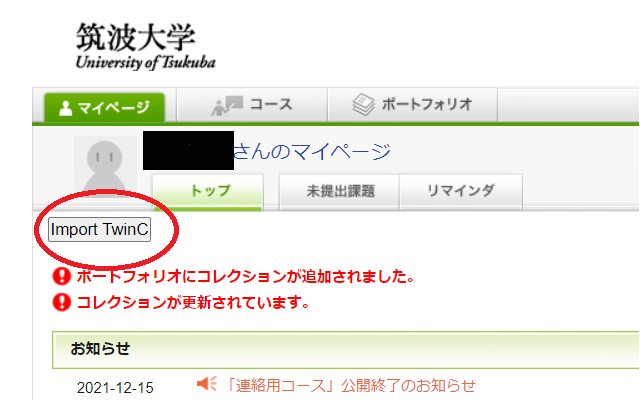 筑波大学
University of Tsukuba
マイページ コース ポートフォリオ
さんのマイページ
トップ 未提出課題 リマインダ
Import TwinC
ポートフォリオにコレクションが追加されました。
コレクションが更新されています。
お知らせ
2021-12-15 「連絡用コース」公開終了のお知らせ